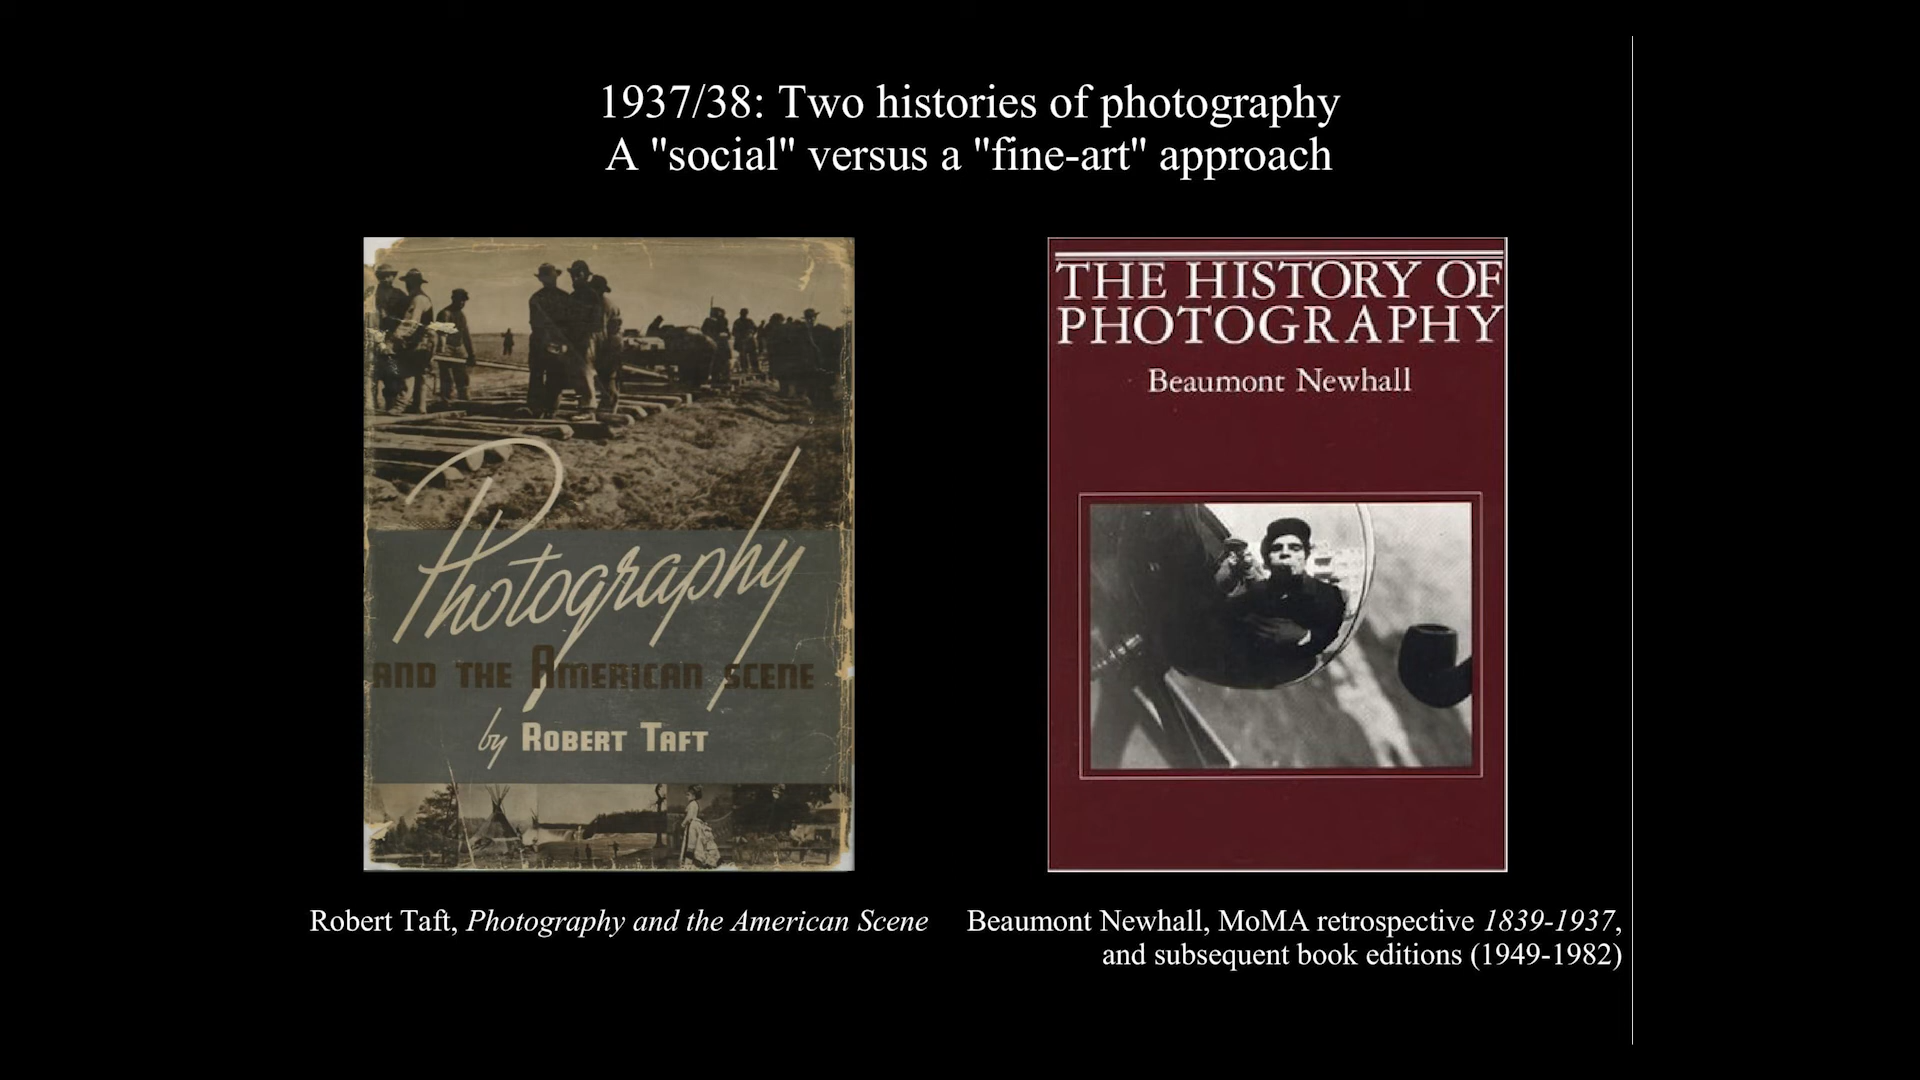 1937/38: Two histories of photography
A "social" versus a "fine-art" approach
Photography
AND THE AMERICAN SCENE
by ROBERT TAFT
THE HISTORY OF
PHOTOGRAPHY
Beaumont Newhall
Robert Taft, Photography and the American Scene
Beaumont Newhall, MoMA retrospective 1839-1937,
and subsequent book editions (1949-1982)